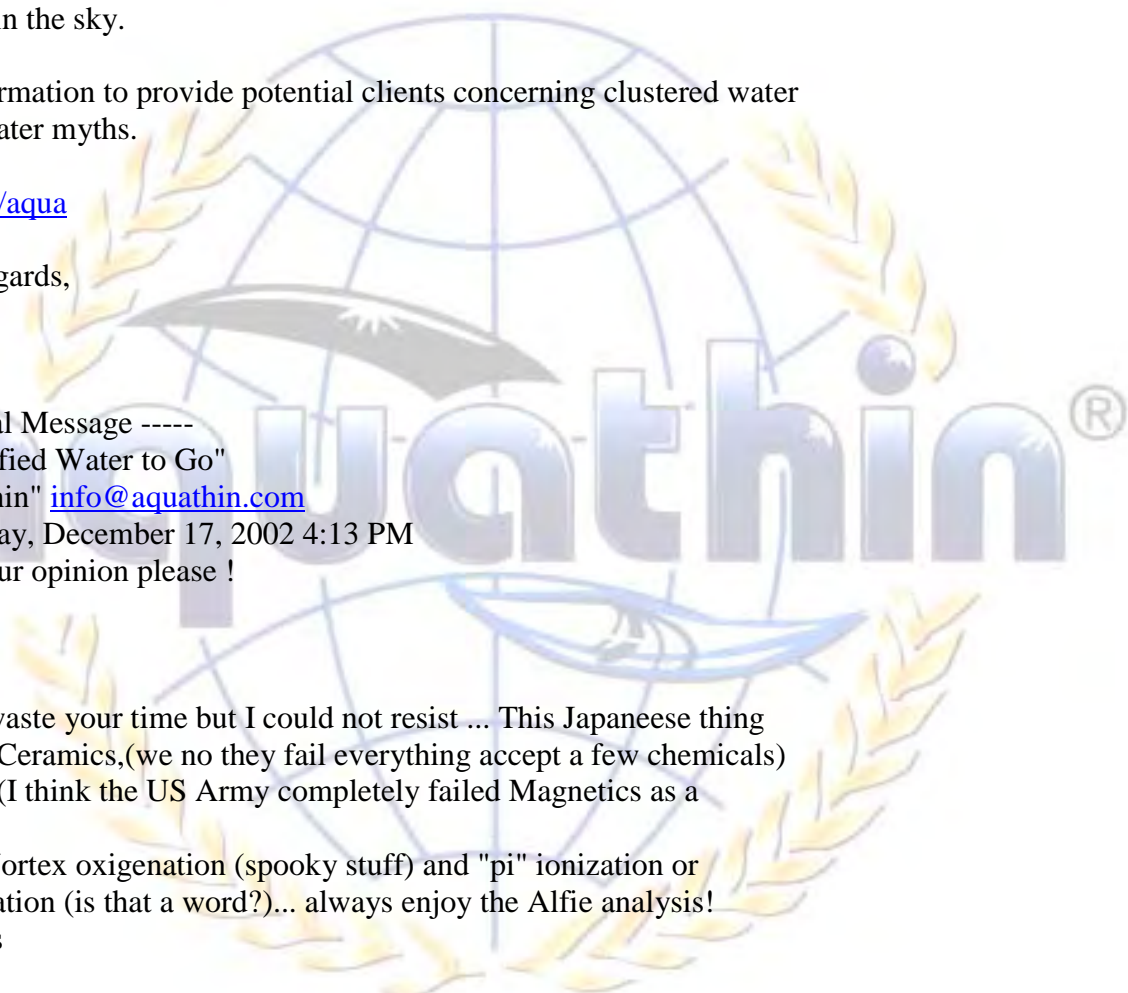 in the sky.
rmation to provide potential clients concerning clustered water
ater myths.
/aqua
gards,
al Message -----
fied Water to Go"
in" info@aquathin.com
ay, December 17, 2002 4:13 PM
ur opinion please !
aquathin®
vaste your time but I could not resist ... This Japaneese thing
Ceramics,(we no they fail everything accept a few chemicals)
(I think the US Army completely failed Magnetics as a
ortex oxigenation (spooky stuff) and "pi" ionization or
ation (is that a word?)... always enjoy the Alfie analysis!
s